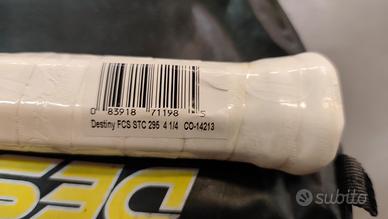 0 83918 71198 5
Destiny FCS STC 295 4 1/4 CO-14213
subito